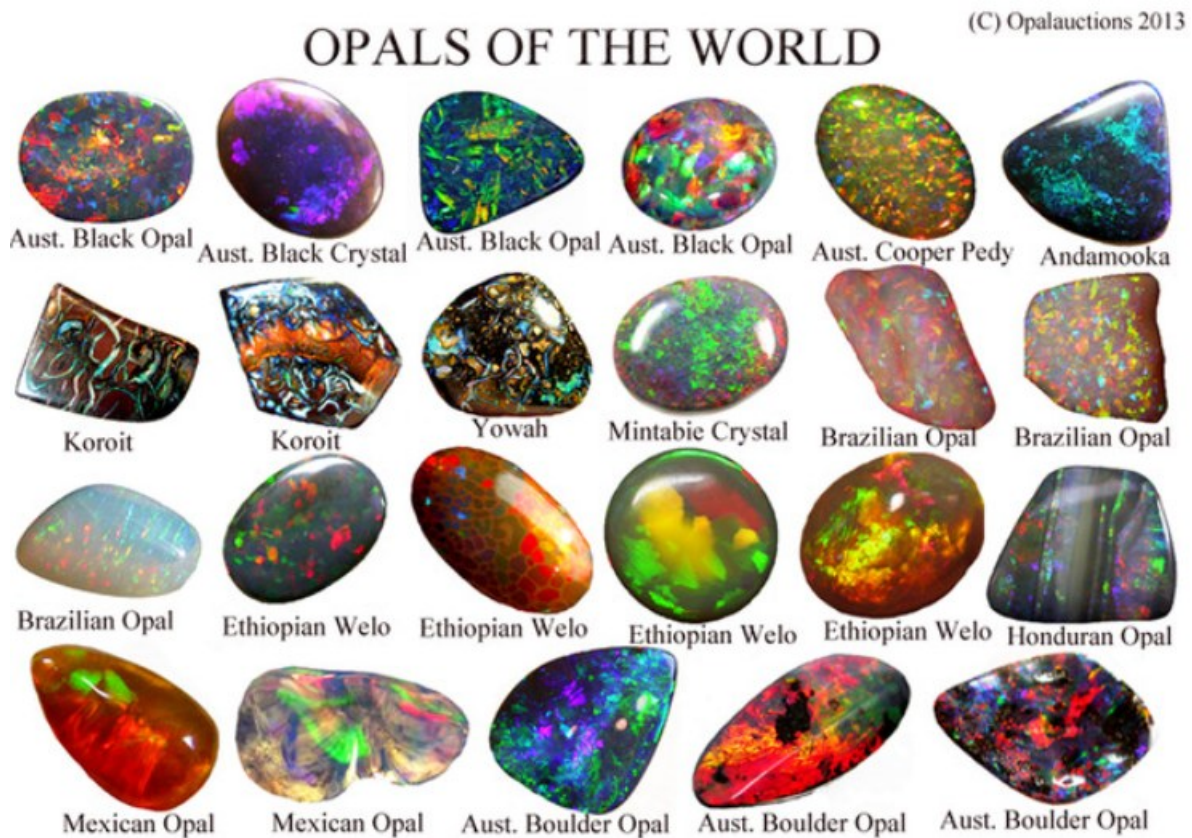 (C) Opalauctions 2013
OPALS OF THE WORLD
Aust. Black Opal
Aust. Black Crystal
Aust. Black Opal
Aust. Black Opal
Aust. Cooper Pedy
Andamooka
Koroit
Koroit
Yowah
Mintabie Crystal
Brazilian Opal
Brazilian Opal
Brazilian Opal
Ethiopian Welo
Ethiopian Welo
Ethiopian Welo
Ethiopian Welo
Honduran Opal
Mexican Opal
Mexican Opal
Aust. Boulder Opal
Aust. Boulder Opal
Aust. Boulder Opal